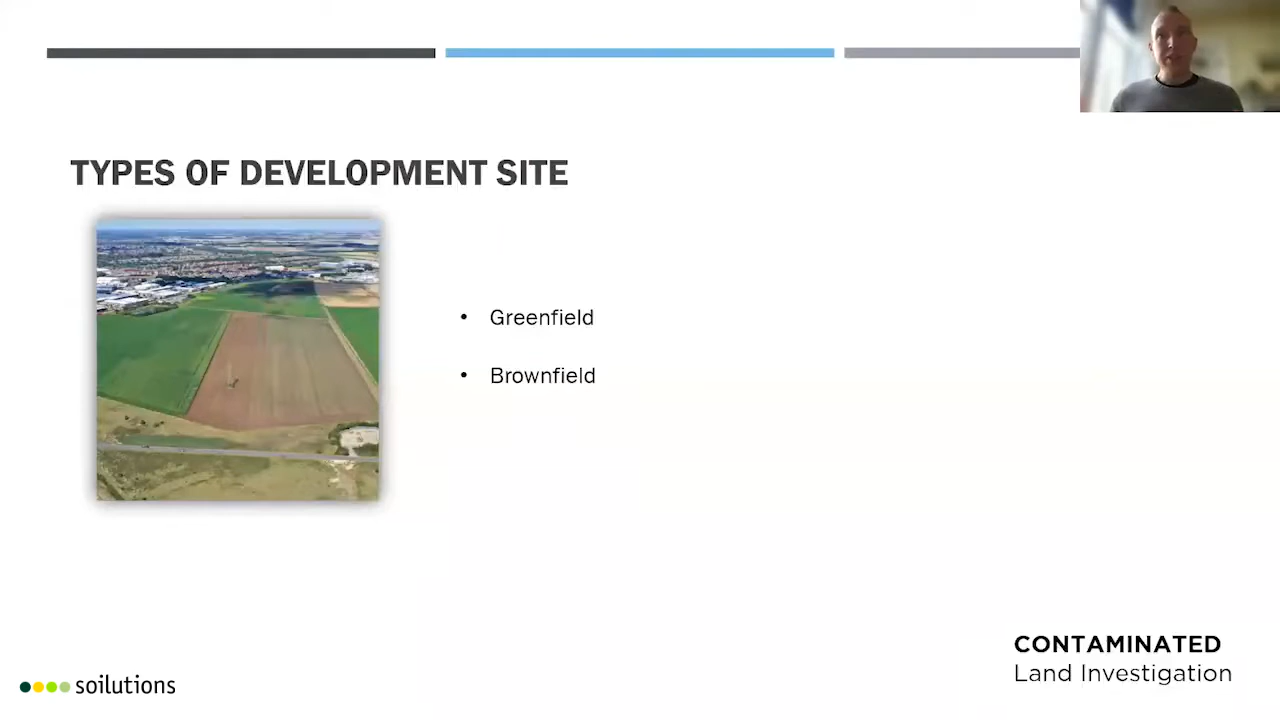 TYPES OF DEVELOPMENT SITE
• Greenfield
• Brownfield
CONTAMINATED
Land Investigation
soilutions